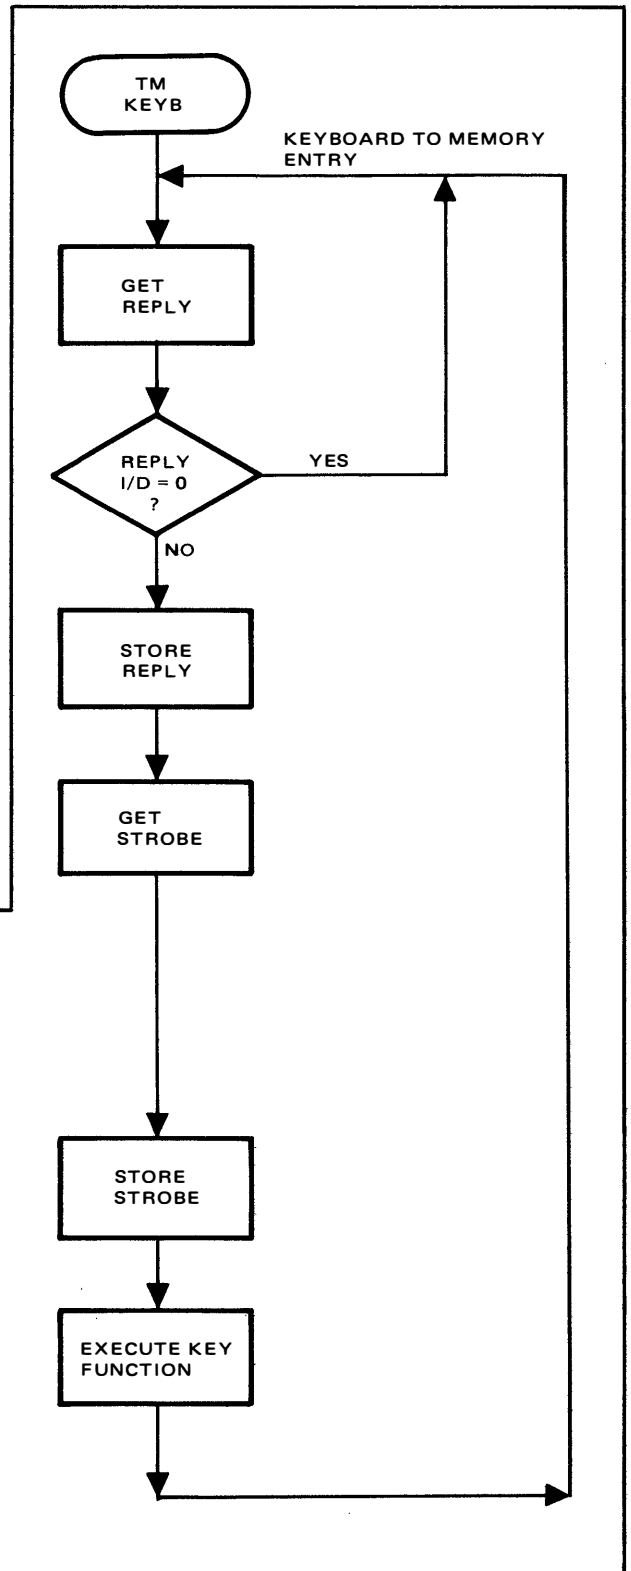 TM
KEYB
KEYBOARD TO MEMORY
ENTRY
GET
REPLY
REPLY
I/D = 0
?
YES
NO
STORE
REPLY
GET
STROBE
STORE
STROBE
EXECUTE KEY
FUNCTION